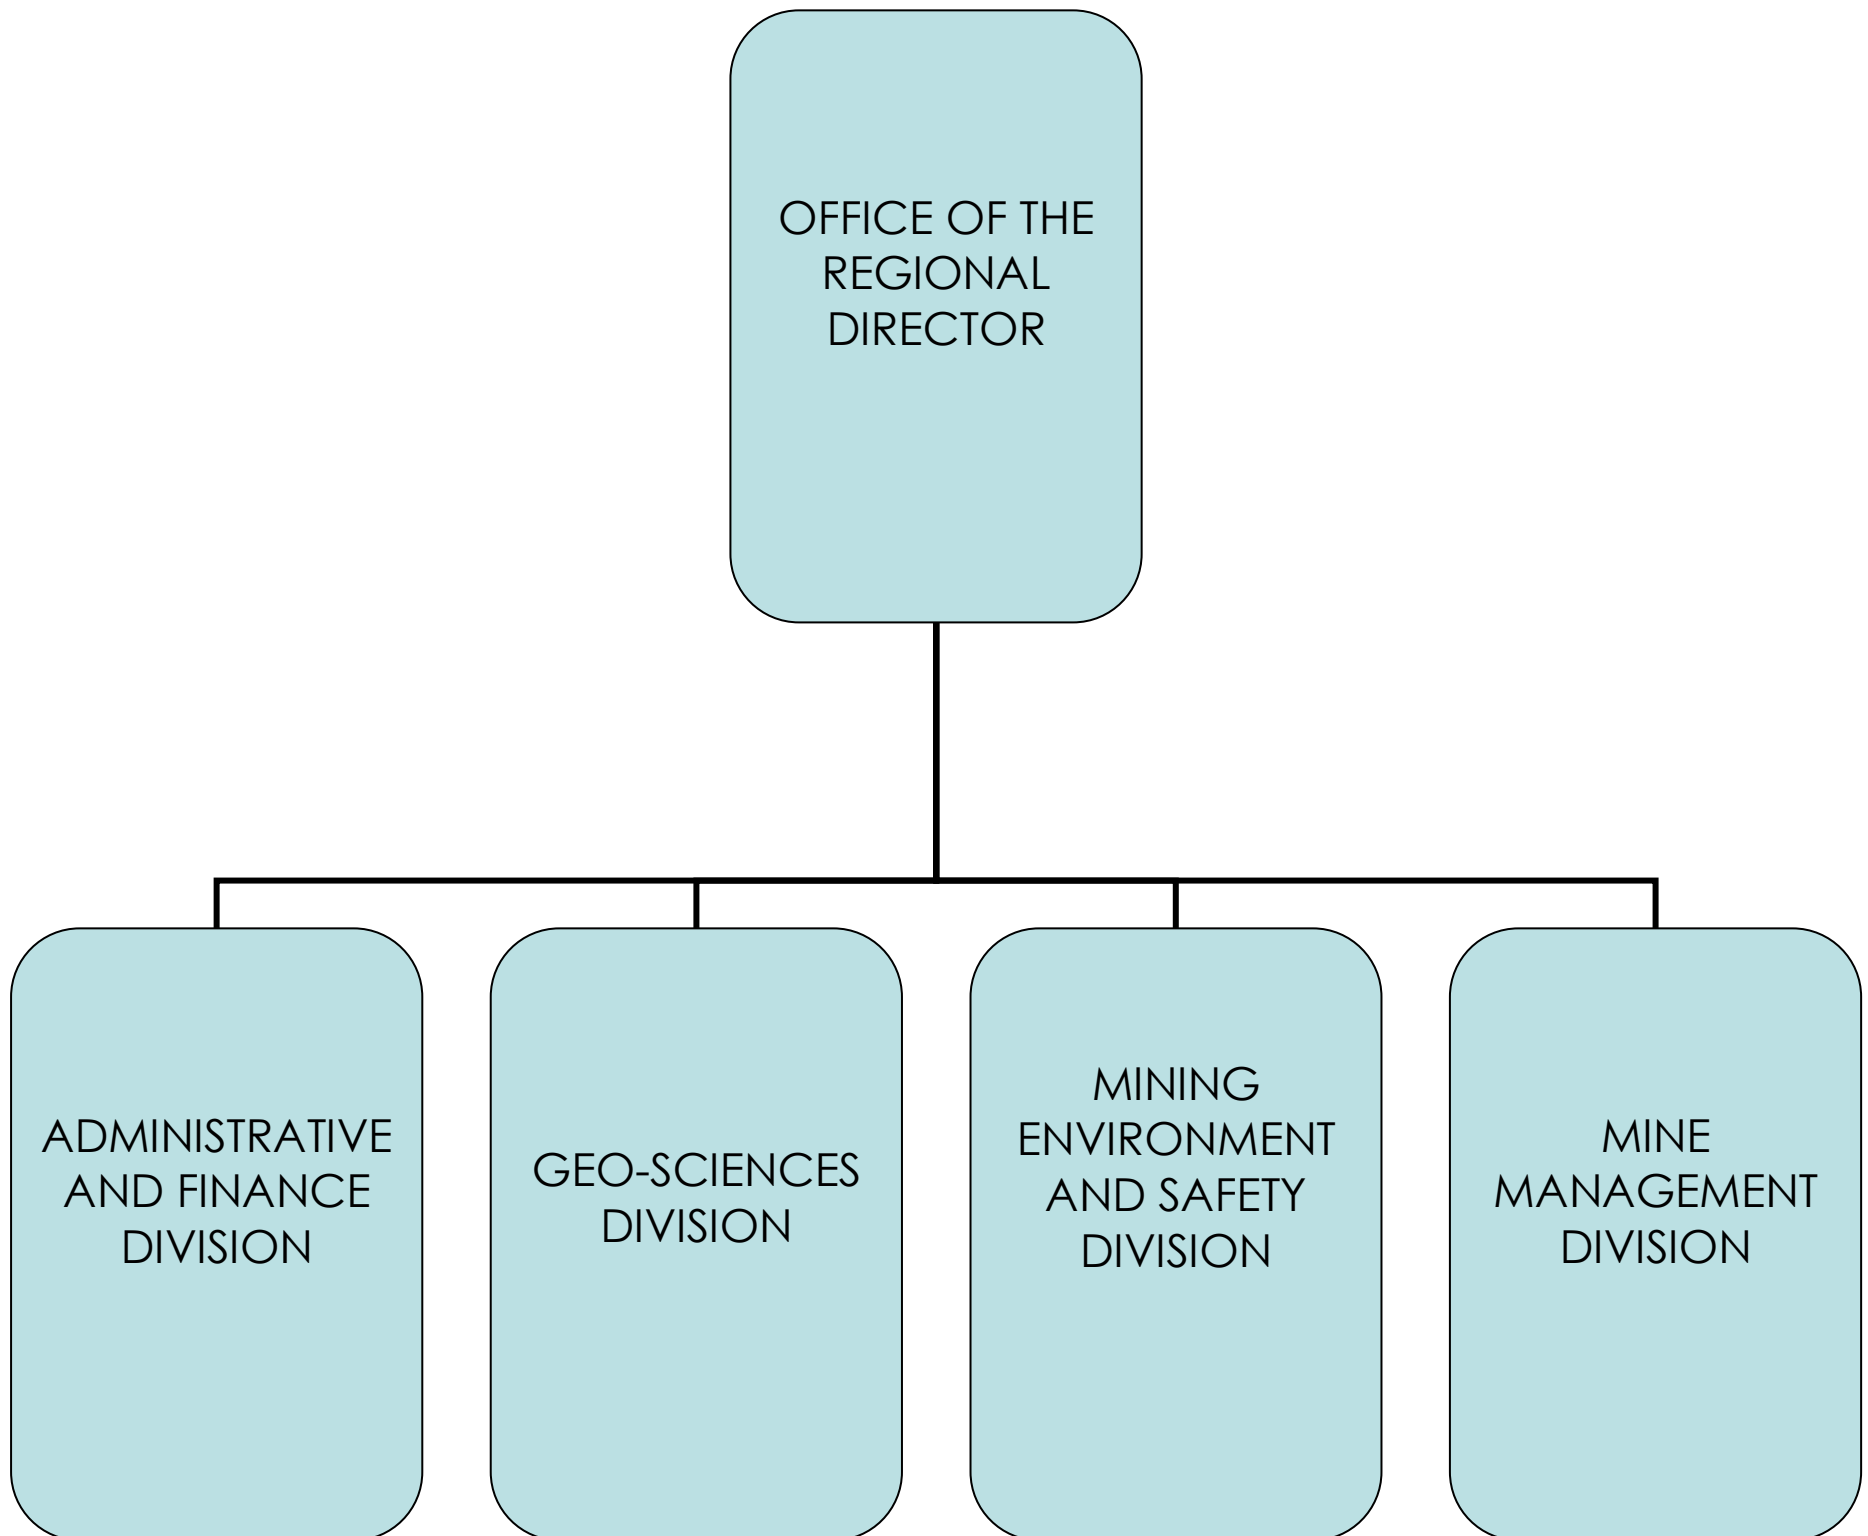 OFFICE OF THE
REGIONAL
DIRECTOR
ADMINISTRATIVE
AND FINANCE
DIVISION
GEO-SCIENCES
DIVISION
MINING
ENVIRONMENT
AND SAFETY
DIVISION
MINE
MANAGEMENT
DIVISION